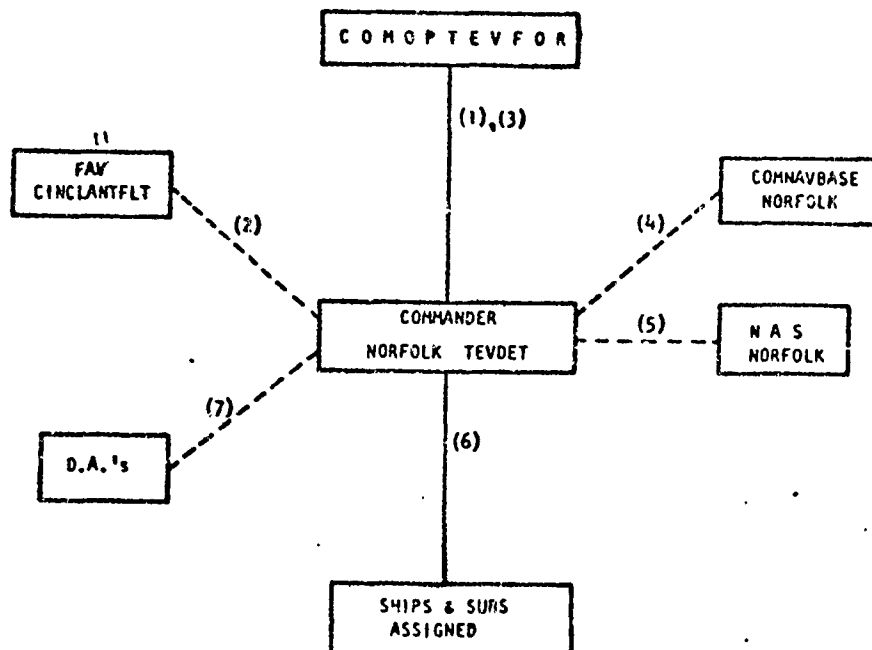 COMOPTEVFOR
(1),(3)
FAW
CINCLANTFLT
COMNAVBASE
NORFOLK
(2)
(4)
COMMANDER
NORFOLK TEVDET
(5)
NAS
NORFOLK
(7)
(6)
D.A.'s
SHIPS & SUBS
ASSIGNED